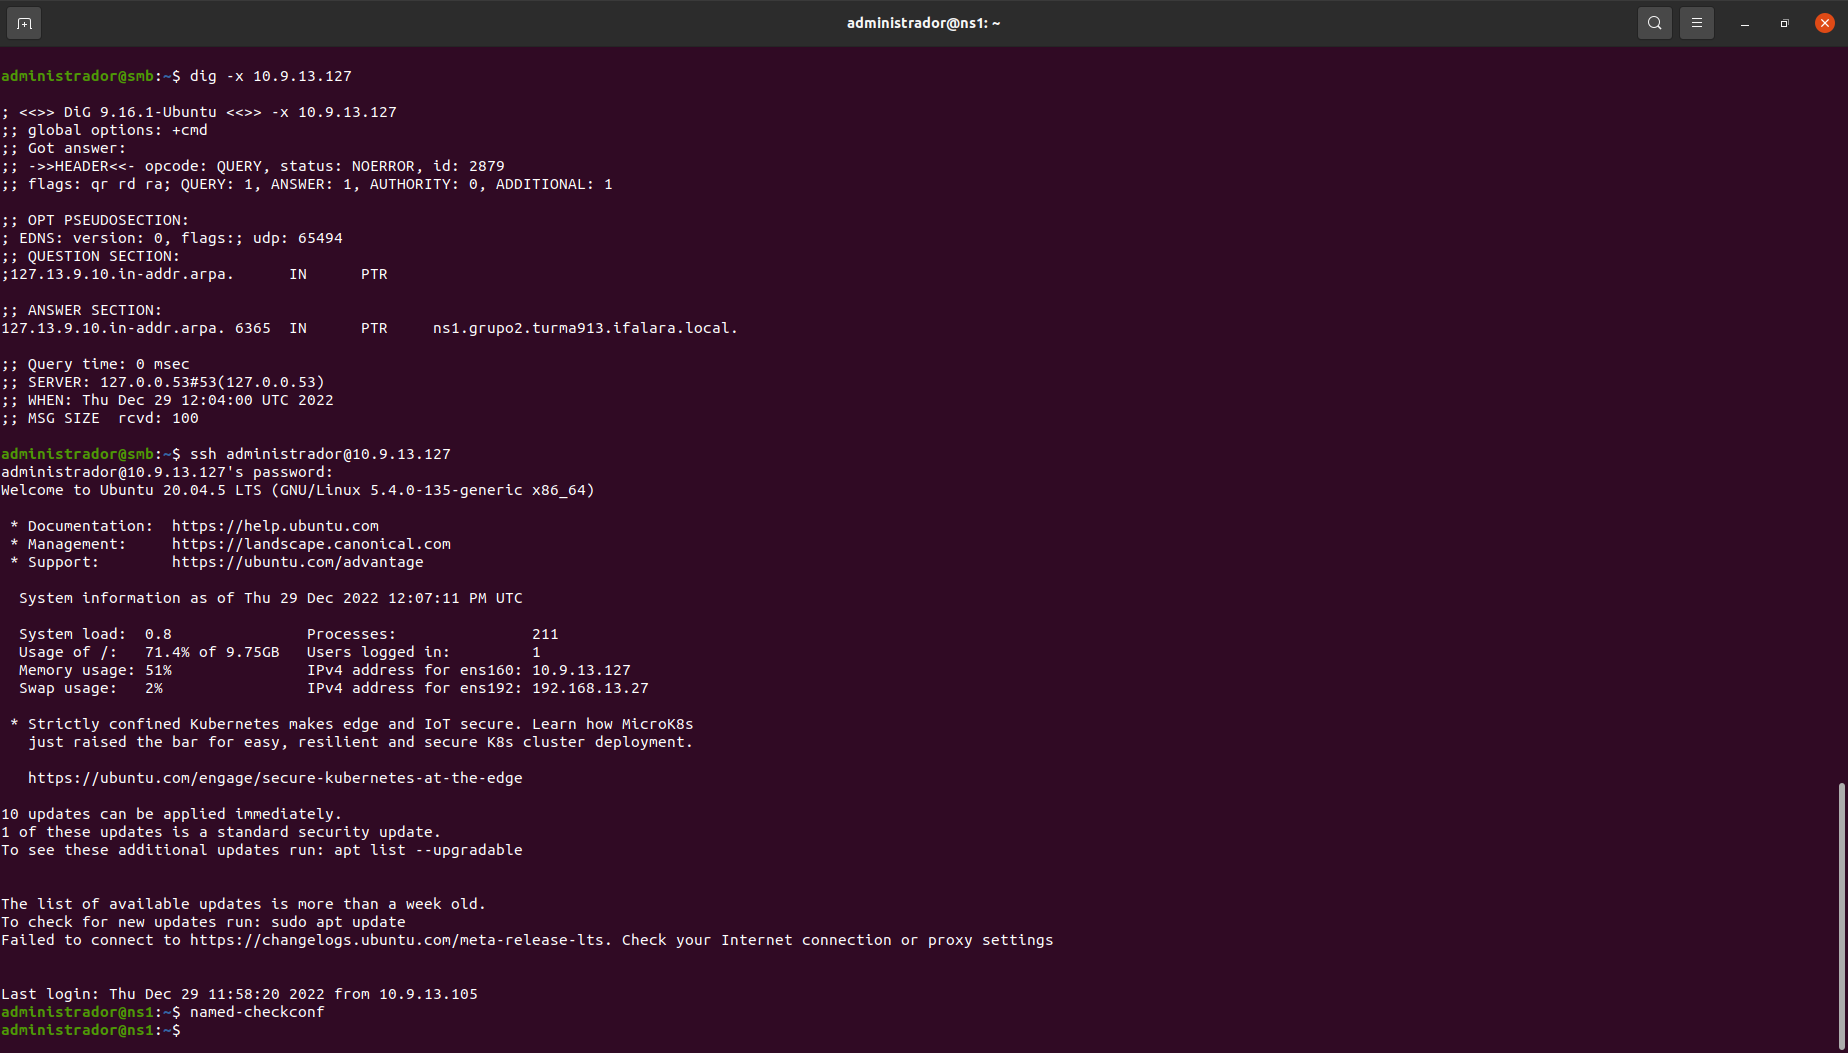 administrador@ns1: ~
administrador@smb:~$ dig -x 10.9.13.127
; <<>> DiG 9.16.1-Ubuntu <<>> -x 10.9.13.127
;; global options: +cmd
;; Got answer:
;; ->>HEADER<<- opcode: QUERY, status: NOERROR, id: 2879
;; flags: qr rd ra; QUERY: 1, ANSWER: 1, AUTHORITY: 0, ADDITIONAL: 1
;; OPT PSEUDOSECTION:
; EDNS: version: 0, flags:; udp: 65494
;; QUESTION SECTION:
;127.13.9.10.in-addr.arpa.      IN      PTR
;; ANSWER SECTION:
127.13.9.10.in-addr.arpa. 6365  IN      PTR     ns1.grupo2.turma913.ifalara.local.
;; Query time: 0 msec
;; SERVER: 127.0.0.53#53(127.0.0.53)
;; WHEN: Thu Dec 29 12:04:00 UTC 2022
;; MSG SIZE  rcvd: 100
administrador@smb:~$ ssh administrador@10.9.13.127
administrador@10.9.13.127's password:
Welcome to Ubuntu 20.04.5 LTS (GNU/Linux 5.4.0-135-generic x86_64)
* Documentation:  https://help.ubuntu.com
* Management:     https://landscape.canonical.com
* Support:        https://ubuntu.com/advantage
System information as of Thu 29 Dec 2022 12:07:11 PM UTC
System load:  0.8               Processes:               211
Usage of /:   71.4% of 9.75GB   Users logged in:         1
Memory usage: 51%               IPv4 address for ens160: 10.9.13.127
Swap usage:   2%                IPv4 address for ens192: 192.168.13.27
* Strictly confined Kubernetes makes edge and IoT secure. Learn how MicroK8s
just raised the bar for easy, resilient and secure K8s cluster deployment.
https://ubuntu.com/engage/secure-kubernetes-at-the-edge
10 updates can be applied immediately.
1 of these updates is a standard security update.
To see these additional updates run: apt list --upgradable
The list of available updates is more than a week old.
To check for new updates run: sudo apt update
Failed to connect to https://changelogs.ubuntu.com/meta-release-lts. Check your Internet connection or proxy settings
Last login: Thu Dec 29 11:58:20 2022 from 10.9.13.105
administrador@ns1:~$ named-checkconf
administrador@ns1:~$